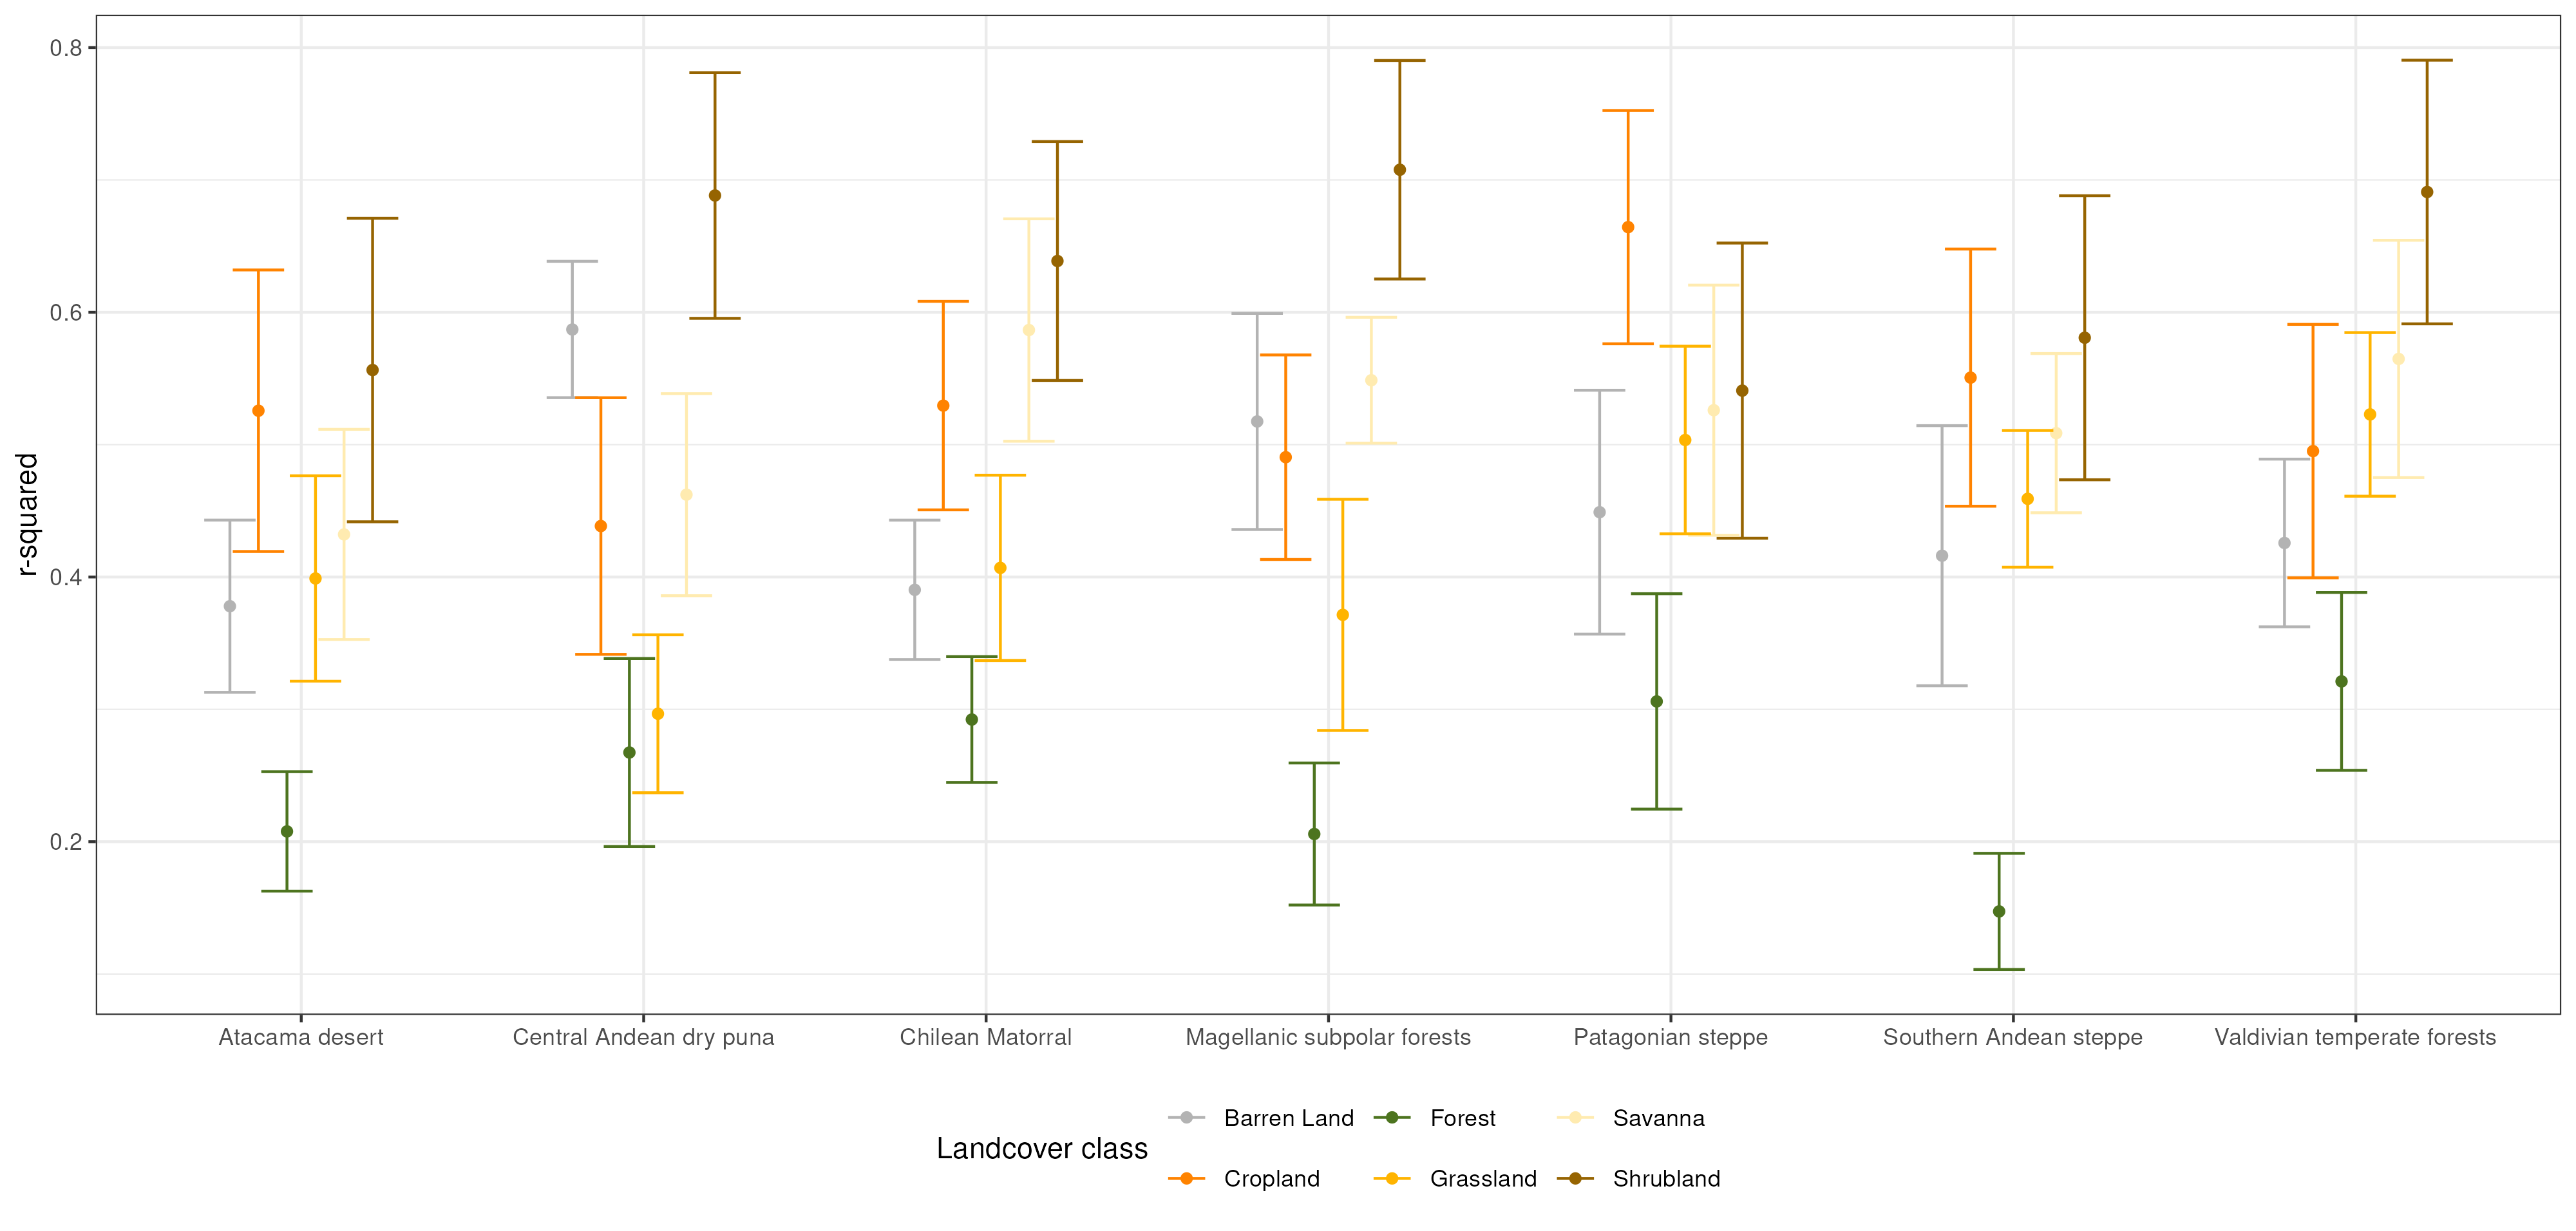 0.8
0.6
0.4
0.2
r-squared
Atacama desert
Central Andean dry puna
Chilean Matorral
Magellanic subpolar forests
Patagonian steppe
Southern Andean steppe
Valdivian temperate forests
Landcover class
Barren Land
Forest
Savanna
Cropland
Grassland
Shrubland